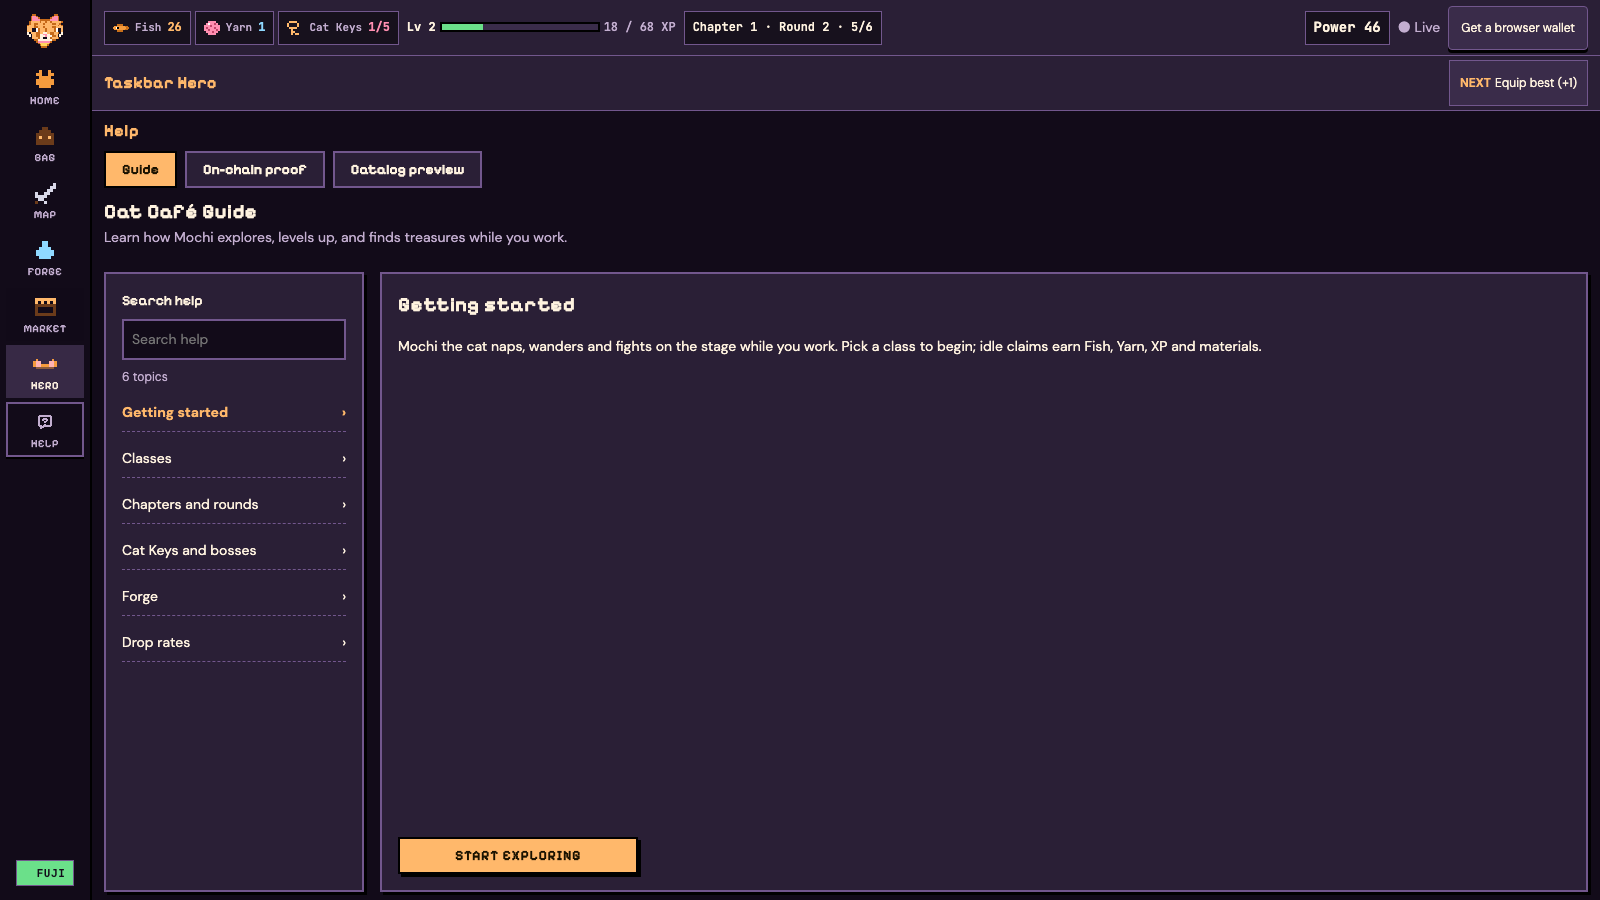 Fish 26 Yarn 1 Cat Keys 1/5 Lv 2 18 / 68 XP Chapter 1 · Round 2 · 5/6 Power 46 Live Get a browser wallet
Taskbar Hero
NEXT Equip best (+1)
HOME
BAG
MAP
FORGE
MARKET
HERO
HELP
FUJI
Help
Guide On-chain proof Catalog preview
Cat Café Guide
Learn how Mochi explores, levels up, and finds treasures while you work.
Search help
Search help
6 topics
Getting started ›
Classes ›
Chapters and rounds ›
Cat Keys and bosses ›
Forge ›
Drop rates ›
Getting started
Mochi the cat naps, wanders and fights on the stage while you work. Pick a class to begin; idle claims earn Fish, Yarn, XP and materials.
START EXPLORING